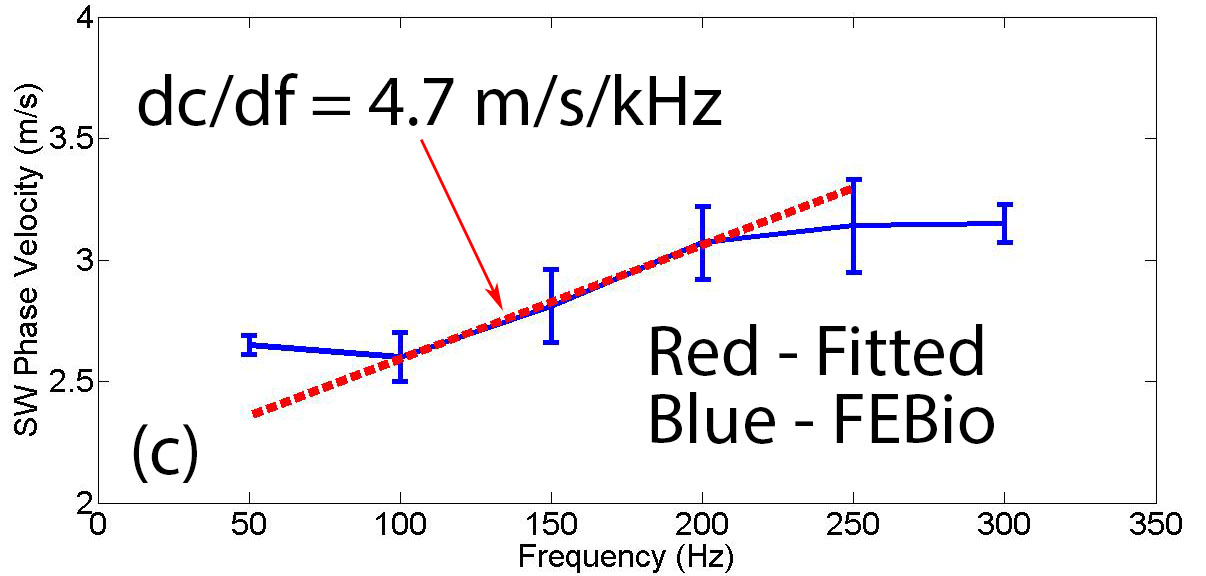 4
dc/df = 4.7 m/s/kHz
3.5
SW Phase Velocity (m/s)
3
Red - Fitted
2.5
Blue - FEBio
(c)
2
0 50 100 150 200 250 300 350
Frequency (Hz)